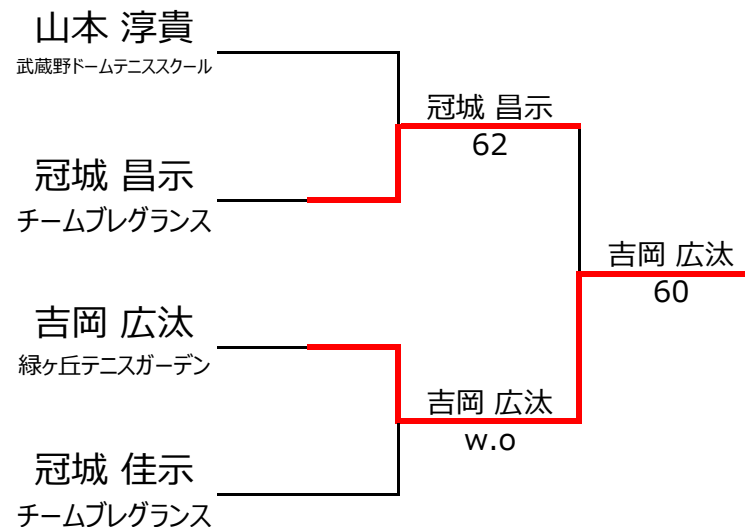 山本 淳貴
武蔵野ドームテニススクール
冠城 昌示
62
冠城 昌示
チームブレグランス
吉岡 広汰
60
吉岡 広汰
緑ヶ丘テニスガーデン
吉岡 広汰
w.o
冠城 佳示
チームブレグランス